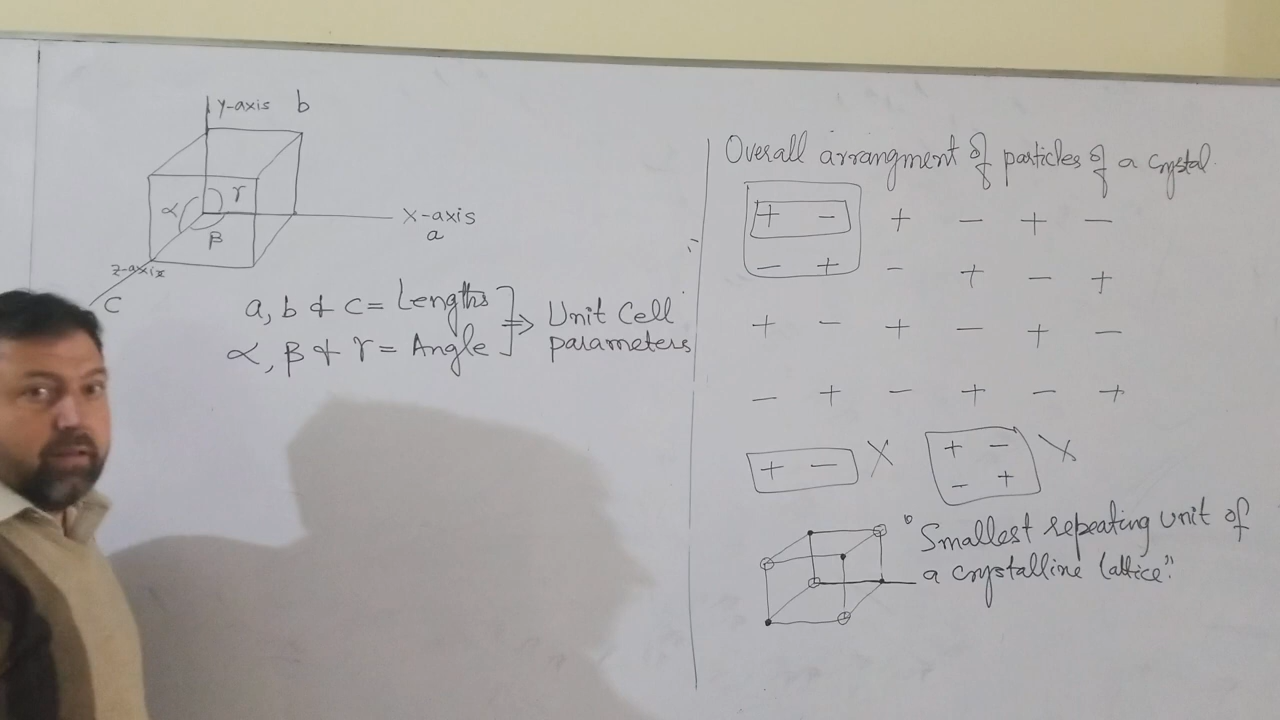 y-axis b
α γ
x-axis
a
β
z-axix
c
a, b & c = Lengths
α, β & γ = Angle
⇒ Unit Cell
parameters
Overall arrangment of particles of a crystal.
+ − + − + −
− + − + − +
+ − + − + −
− + − + − +
+ − X
+ − X
− +
"Smallest repeating unit of
a crystalline lattice".